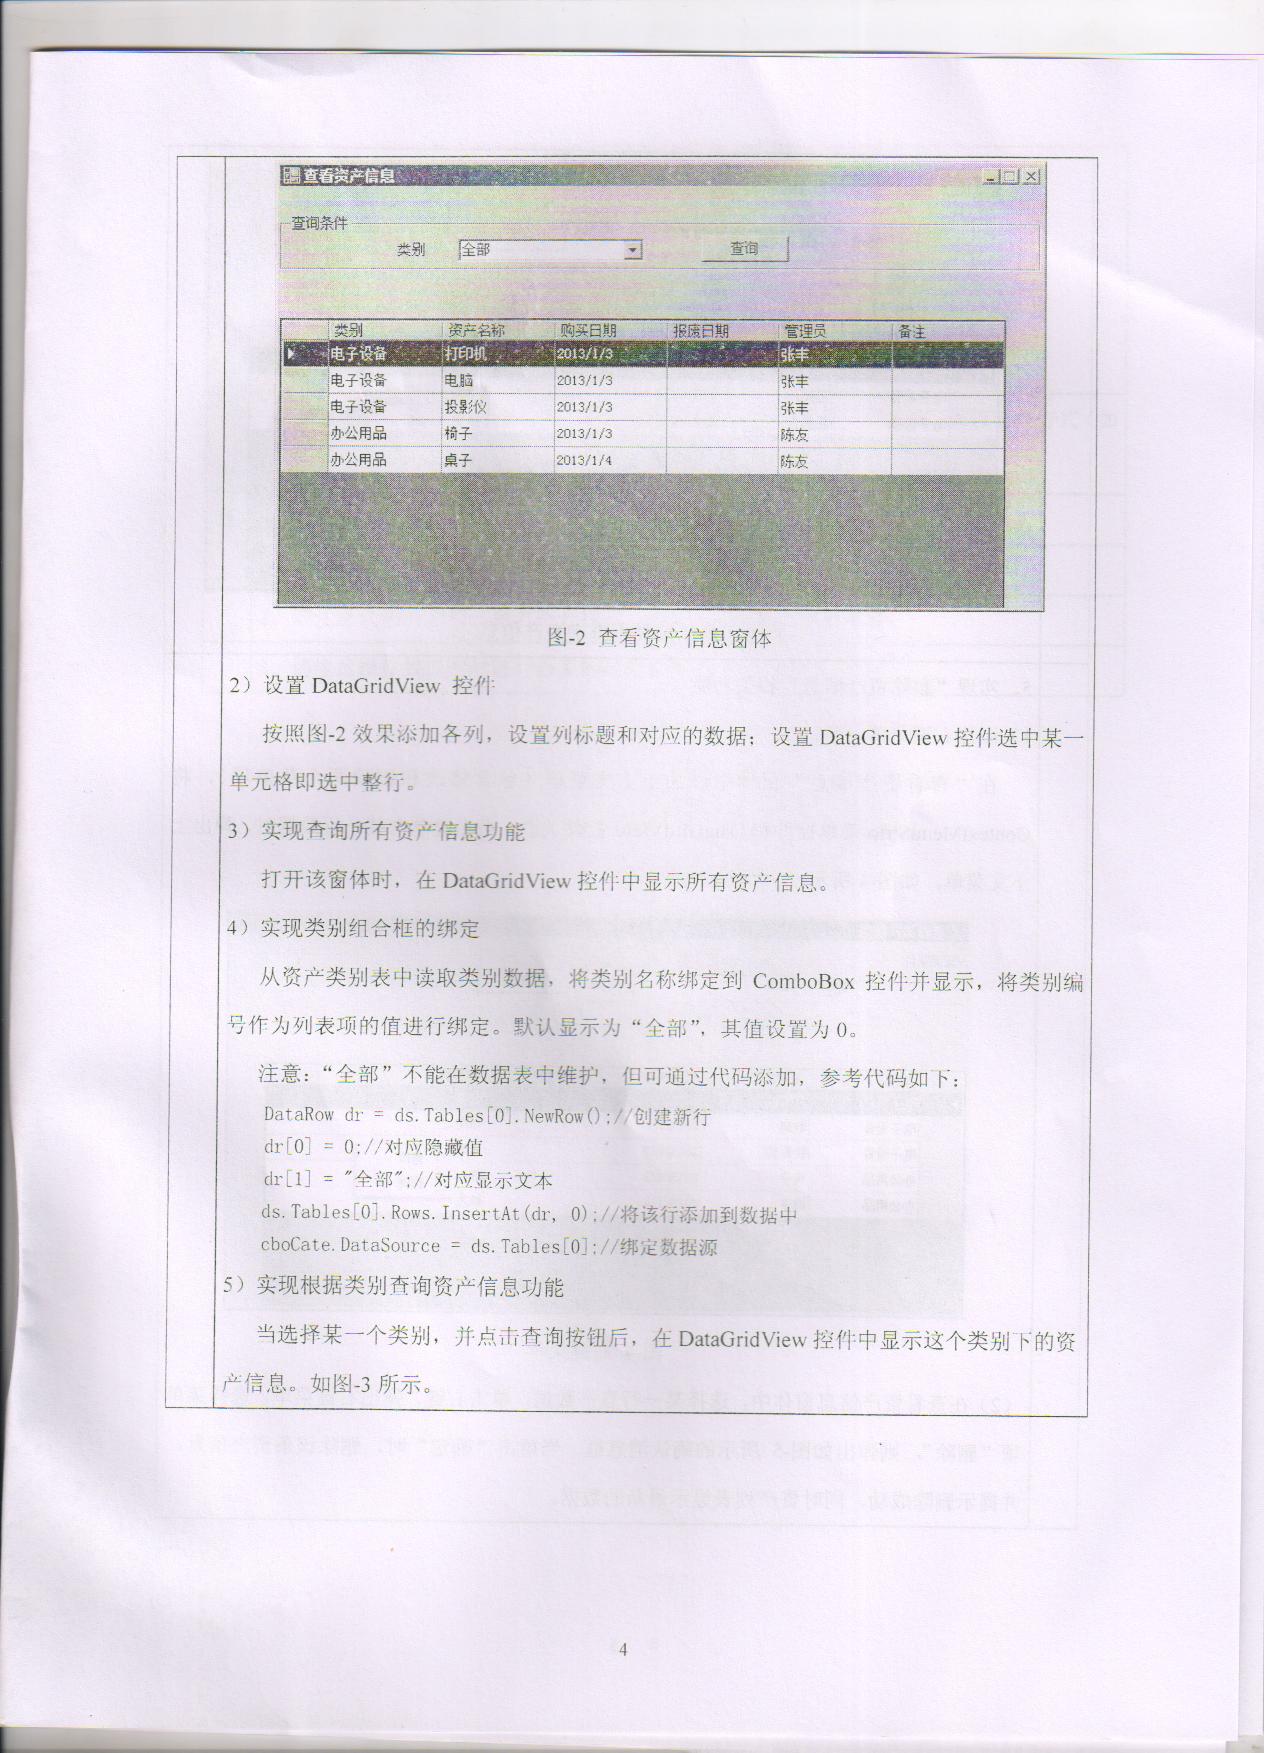 查看资产信息
查询条件
类别 全部 查询
类别 资产名称 购买日期 报废日期 管理员 备注
电子设备 打印机 2013/1/3 张丰
电子设备 电脑 2013/1/3 张丰
电子设备 投影仪 2013/1/3 张丰
办公用品 椅子 2013/1/3 陈友
办公用品 桌子 2013/1/4 陈友
图-2 查看资产信息窗体
2）设置 DataGridView 控件
按照图-2 效果添加各列，设置列标题和对应的数据；设置 DataGridView 控件选中某一
单元格即选中整行。
3）实现查询所有资产信息功能
打开该窗体时，在 DataGridView 控件中显示所有资产信息。
4）实现类别组合框的绑定
从资产类别表中读取类别数据，将类别名称绑定到 ComboBox 控件并显示，将类别编
号作为列表项的值进行绑定。默认显示为“全部”，其值设置为 0。
注意：“全部”不能在数据表中维护，但可通过代码添加，参考代码如下：
DataRow dr = ds.Tables[0].NewRow();//创建新行
dr[0] = 0;//对应隐藏值
dr[1] = "全部";//对应显示文本
ds.Tables[0].Rows.InsertAt(dr, 0);//将该行添加到数据中
cboCate.DataSource = ds.Tables[0];//绑定数据源
5）实现根据类别查询资产信息功能
当选择某一个类别，并点击查询按钮后，在 DataGridView 控件中显示这个类别下的资
产信息。如图-3 所示。
4